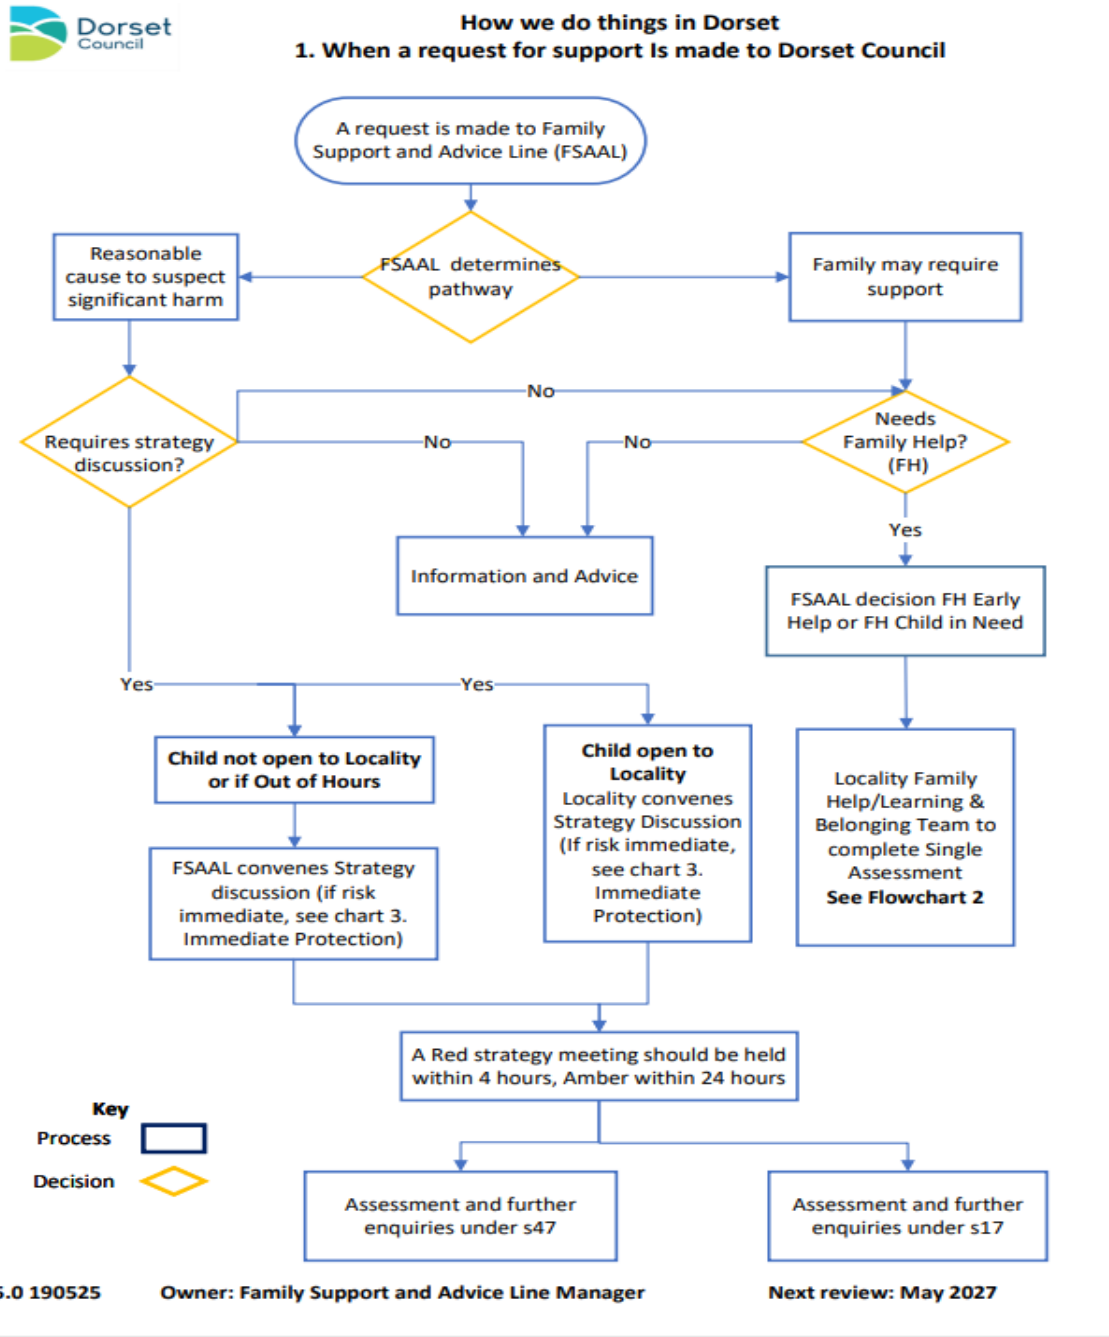 Dorset
Council
How we do things in Dorset
1. When a request for support Is made to Dorset Council
A request is made to Family
Support and Advice Line (FSAAL)
Reasonable
cause to suspect
significant harm
FSAAL determines
pathway
Family may require
support
No
Requires strategy
discussion?
No
No
Needs
Family Help?
(FH)
Yes
Information and Advice
FSAAL decision FH Early
Help or FH Child in Need
Yes
Yes
Child not open to Locality
or if Out of Hours
Child open to
Locality
Locality convenes
Strategy Discussion
(If risk immediate,
see chart 3.
Immediate
Protection)
Locality Family
Help/Learning &
Belonging Team to
complete Single
Assessment
See Flowchart 2
FSAAL convenes Strategy
discussion (if risk
immediate, see chart 3.
Immediate Protection)
A Red strategy meeting should be held
within 4 hours, Amber within 24 hours
Key
Process
Decision
Assessment and further
enquiries under s47
Assessment and further
enquiries under s17
.0 190525
Owner: Family Support and Advice Line Manager
Next review: May 2027